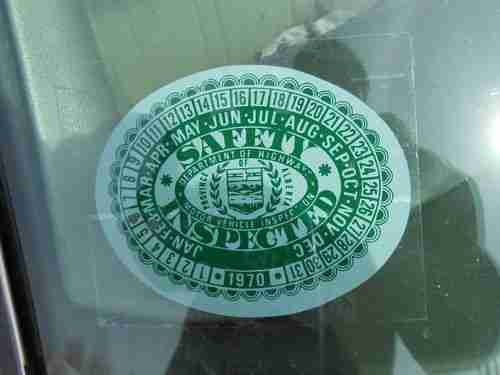 1 2 3 4 5 6 7 8 9 10 11 12 13 14 15 16 17 18 19 20 21 22 23 24 25 26 27 28 29 30 31
JAN·FEB·MAR·APR·MAY·JUN·JUL·AUG·SEP·OCT·NOV·DEC
SAFETY
DEPARTMENT OF HIGHWAYS
PROVINCE OF ALBERTA
MOTOR VEHICLE INSPECTION
INSPECTED
1970